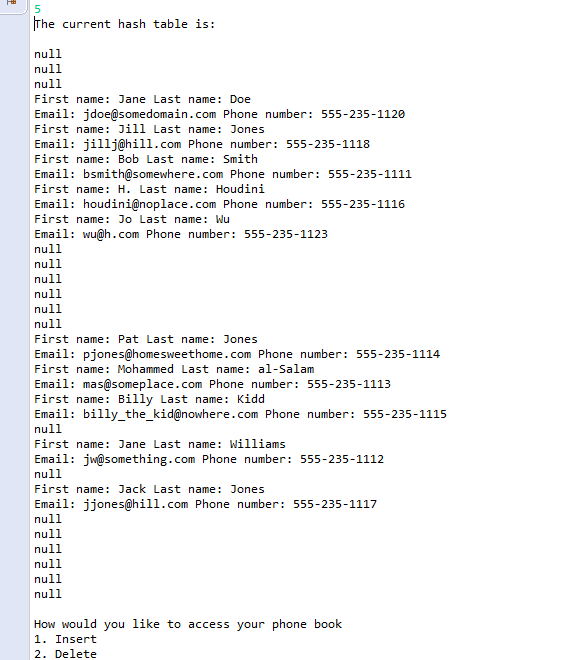 5
The current hash table is:
null
null
null
First name: Jane Last name: Doe
Email: jdoe@somedomain.com Phone number: 555-235-1120
First name: Jill Last name: Jones
Email: jillj@hill.com Phone number: 555-235-1118
First name: Bob Last name: Smith
Email: bsmith@somewhere.com Phone number: 555-235-1111
First name: H. Last name: Houdini
Email: houdini@noplace.com Phone number: 555-235-1116
First name: Jo Last name: Wu
Email: wu@h.com Phone number: 555-235-1123
null
null
null
null
null
null
First name: Pat Last name: Jones
Email: pjones@homesweethome.com Phone number: 555-235-1114
First name: Mohammed Last name: al-Salam
Email: mas@someplace.com Phone number: 555-235-1113
First name: Billy Last name: Kidd
Email: billy_the_kid@nowhere.com Phone number: 555-235-1115
null
First name: Jane Last name: Williams
Email: jw@something.com Phone number: 555-235-1112
null
First name: Jack Last name: Jones
Email: jjones@hill.com Phone number: 555-235-1117
null
null
null
null
null
null
How would you like to access your phone book
1. Insert
2. Delete